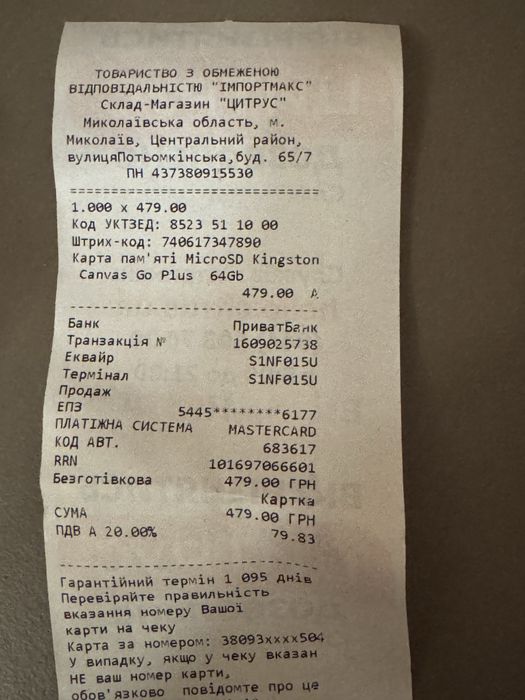 ТОВАРИСТВО З ОБМЕЖЕНОЮ
ВІДПОВІДАЛЬНІСТЮ "ІМПОРТМАКС"
Склад-Магазин "ЦИТРУС"
Миколаївська область, м.
Миколаїв, Центральний район,
вулицяПотьомкінська,буд. 65/7
ПН 437380915530
==============================
1.000 x 479.00
Код УКТЗЕД: 8523 51 10 00
Штрих-код: 740617347890
Карта пам'яті MicroSD Kingston
Canvas Go Plus 64Gb
479.00 А
------------------------------
Банк ПриватБанк
Транзакція № 1609025738
Еквайр S1NF015U
Термінал S1NF015U
Продаж
ЕПЗ 5445********6177
ПЛАТІЖНА СИСТЕМА MASTERCARD
КОД АВТ. 683617
RRN 101697066601
Безготівкова 479.00 ГРН
Картка
СУМА 479.00 ГРН
ПДВ А 20.00% 79.83
------------------------------
Гарантійний термін 1 095 днів
Перевіряйте правильність
вказання номеру Вашої
карти на чеку
Карта за номером: 38093xxxx504
У випадку, якщо у чеку вказан
НЕ ваш номер карти,
обов'язково повідомте про це